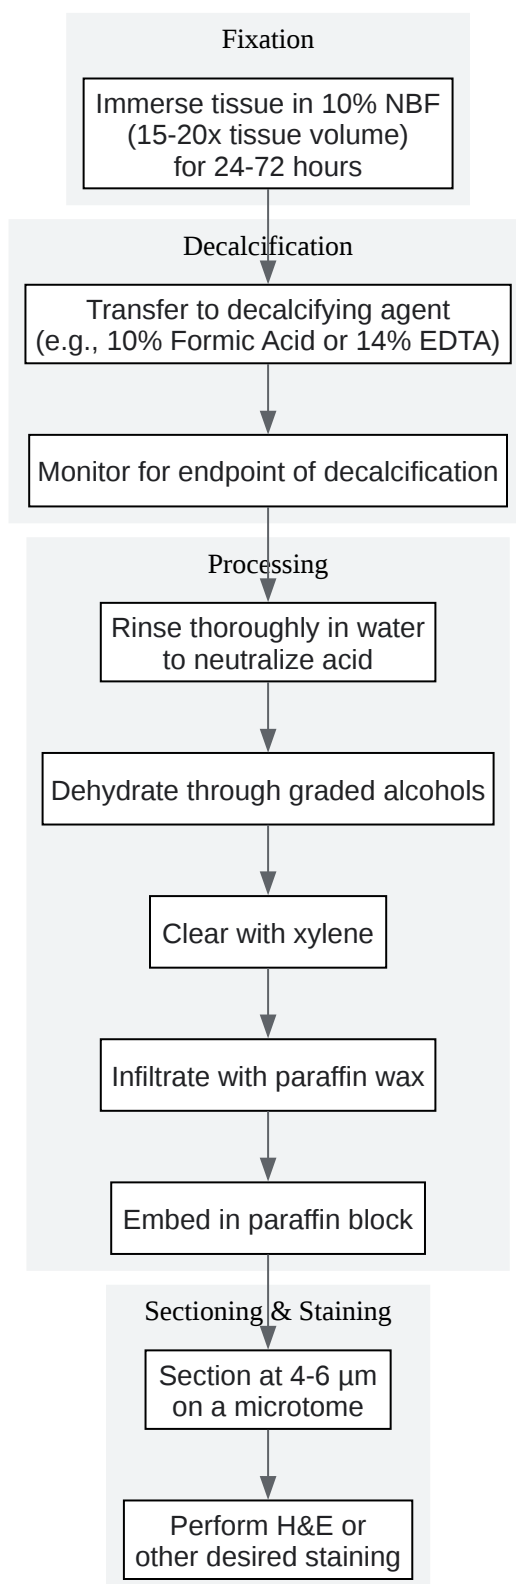 Fixation
Immerse tissue in 10% NBF
(15-20x tissue volume)
for 24-72 hours
Decalcification
Transfer to decalcifying agent
(e.g., 10% Formic Acid or 14% EDTA)
Monitor for endpoint of decalcification
Processing
Rinse thoroughly in water
to neutralize acid
Dehydrate through graded alcohols
Clear with xylene
Infiltrate with paraffin wax
Embed in paraffin block
Sectioning & Staining
Section at 4-6 µm
on a microtome
Perform H&E or
other desired staining